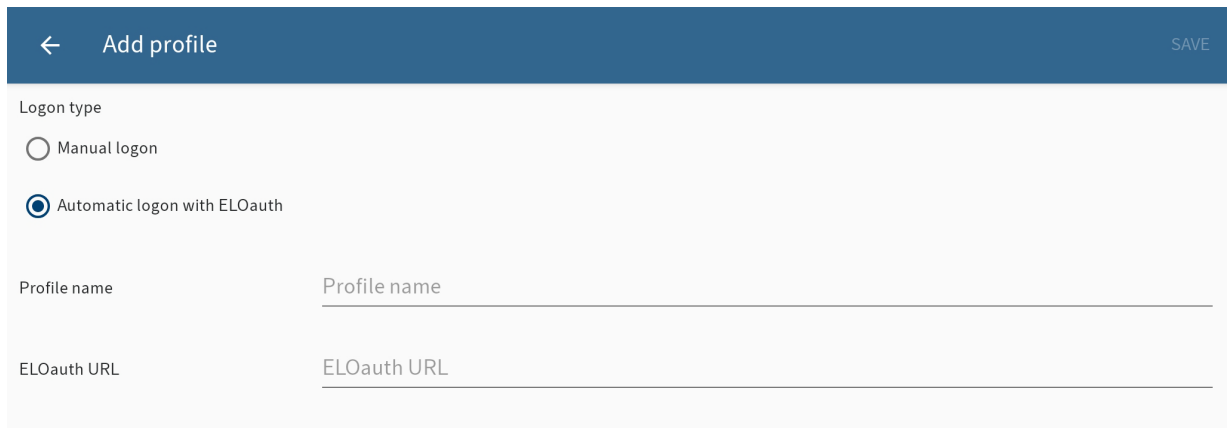 Add profile
SAVE
Logon type
Manual logon
Automatic logon with ELOauth
Profile name
Profile name
ELOauth URL
ELOauth URL